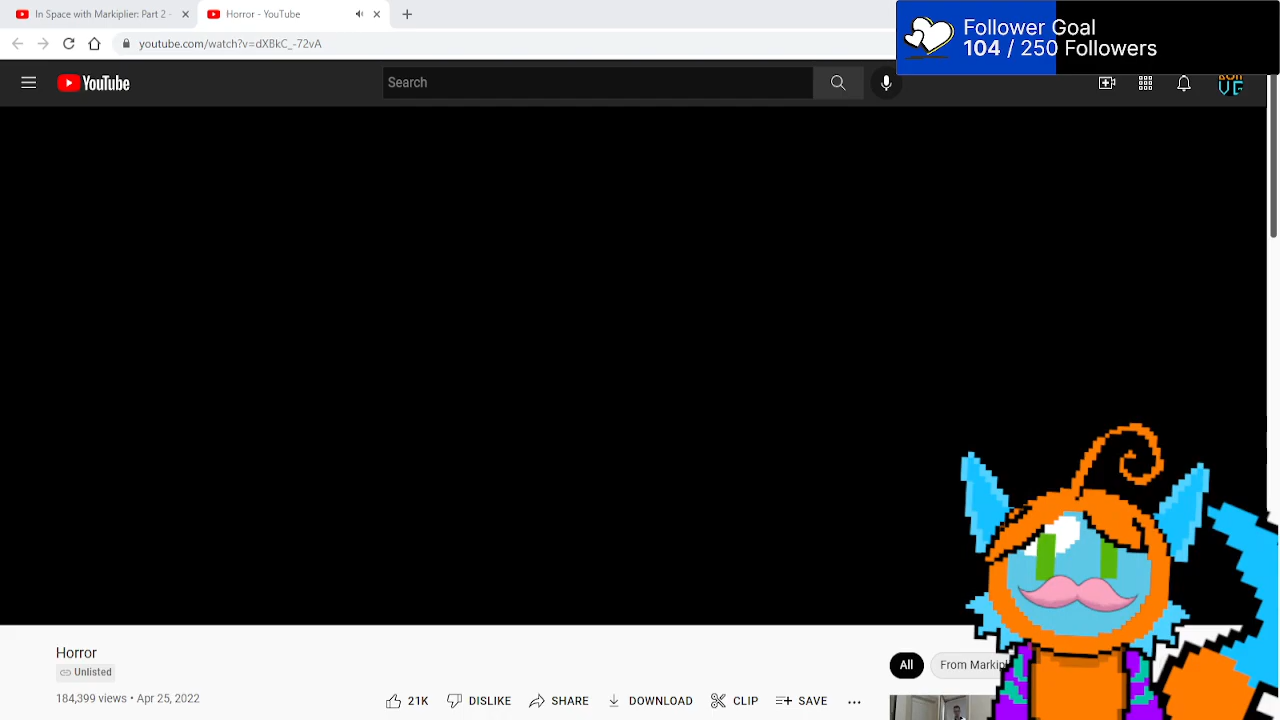 In Space with Markiplier: Part 2 -
Horror - YouTube
youtube.com/watch?v=dXBkC_-72vA
Follower Goal
104 / 250 Followers
YouTube
Search
Horror
Unlisted
184,399 views • Apr 25, 2022
21K
DISLIKE
SHARE
DOWNLOAD
CLIP
SAVE
All
From Markipl